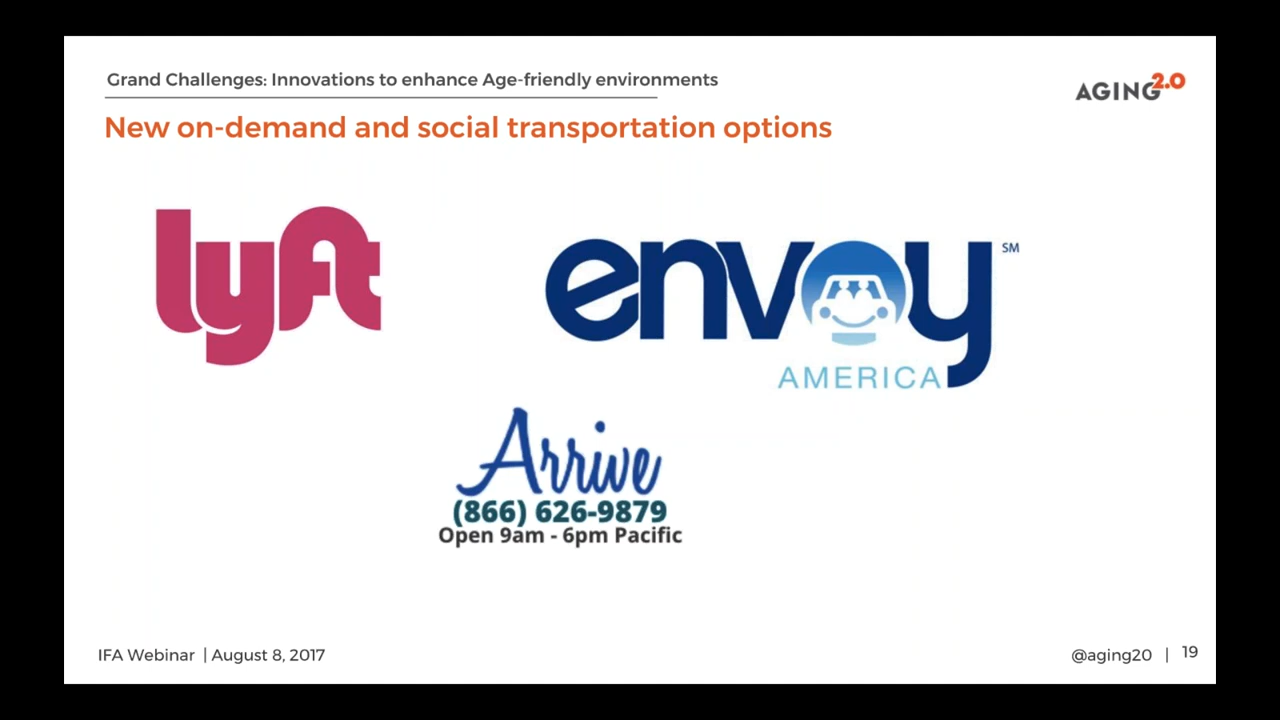 Grand Challenges: Innovations to enhance Age-friendly environments
AGING2.0
New on-demand and social transportation options
lyft
envoy SM
AMERICA
Arrive
(866) 626-9879
Open 9am - 6pm Pacific
IFA Webinar | August 8, 2017
@aging20 | 19